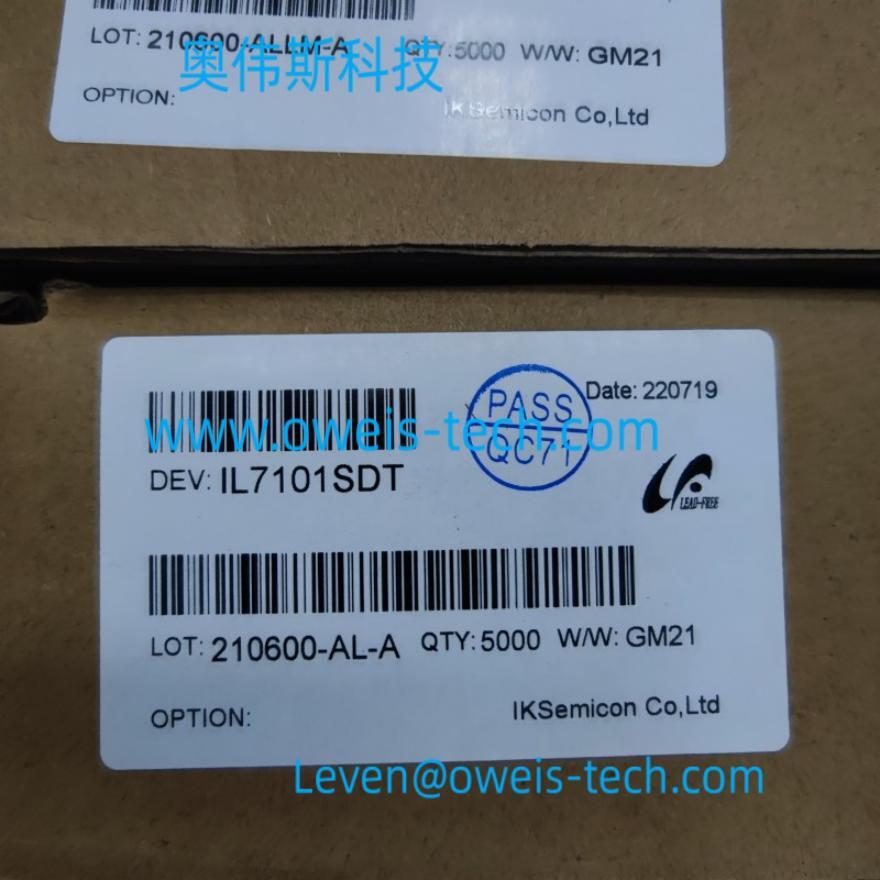 LOT: 210600-ALLM-A QTY: 5000 W/W: GM21
奥伟斯科技
OPTION: IKSemicon Co,Ltd
PASS Date: 220719
www.oweis-tech.com
QC71
DEV: IL7101SDT
LEAD-FREE
LOT: 210600-AL-A QTY: 5000 W/W: GM21
OPTION: IKSemicon Co,Ltd
Leven@oweis-tech.com